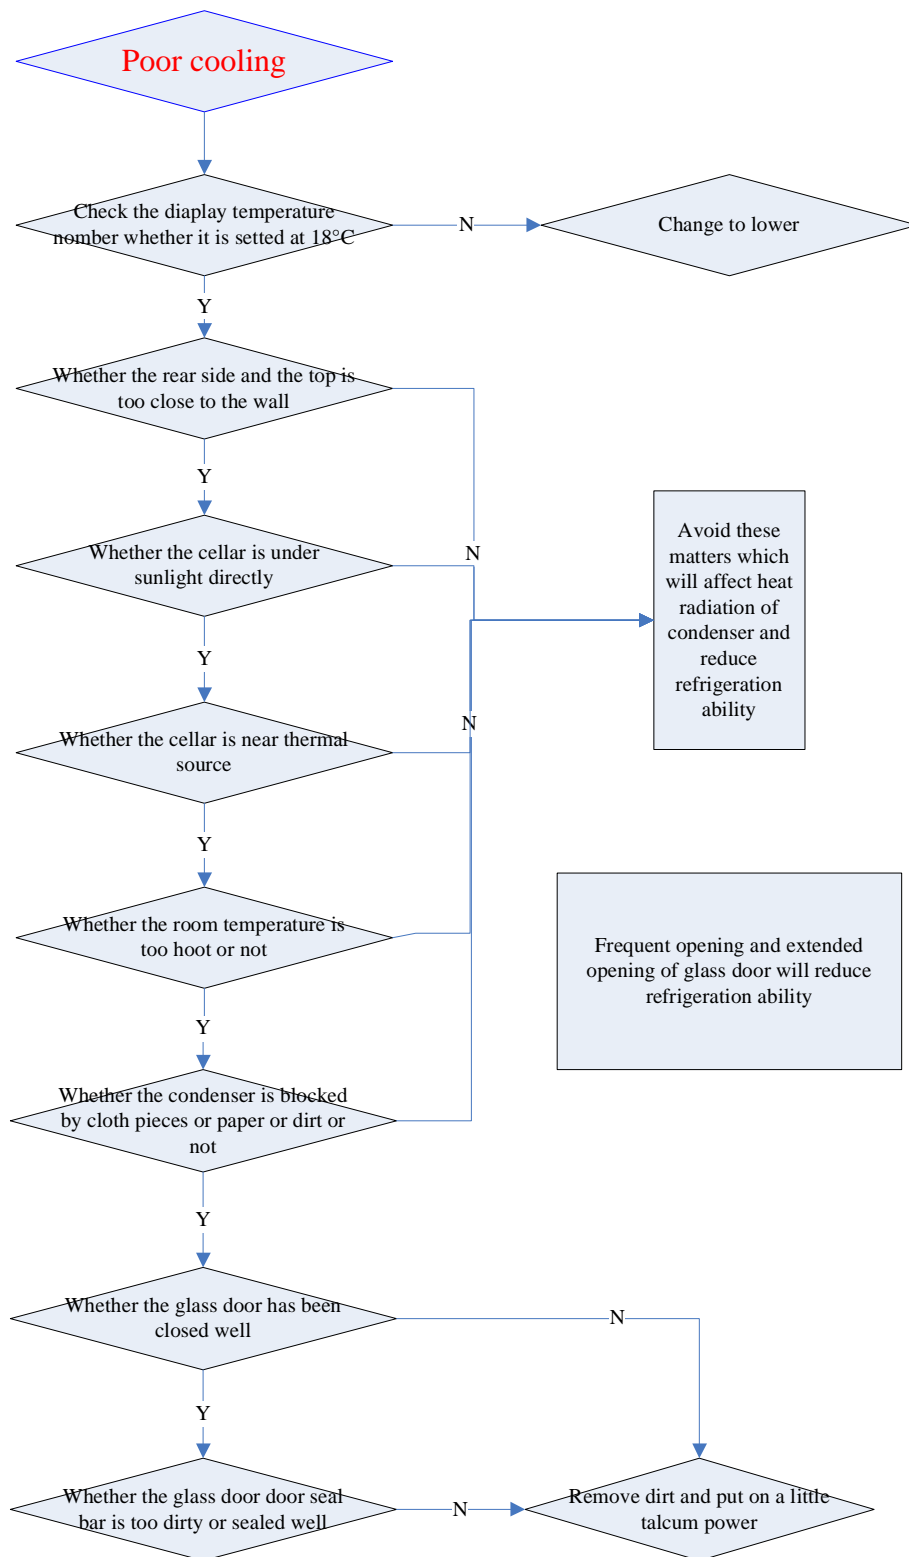 Poor cooling
Check the diaplay temperature
nomber whether it is setted at 18°C
N
Change to lower
Y
Whether the rear side and the top is
too close to the wall
Y
Whether the cellar is under
sunlight directly
N
Avoid these
matters which
will affect heat
radiation of
condenser and
reduce
refrigeration
ability
Y
Whether the cellar is near thermal
source
N
Y
Whether the room temperature is
too hoot or not
Frequent opening and extended
opening of glass door will reduce
refrigeration ability
Y
Whether the condenser is blocked
by cloth pieces or paper or dirt or
not
Y
Whether the glass door has been
closed well
N
Y
Whether the glass door door seal
bar is too dirty or sealed well
N
Remove dirt and put on a little
talcum power